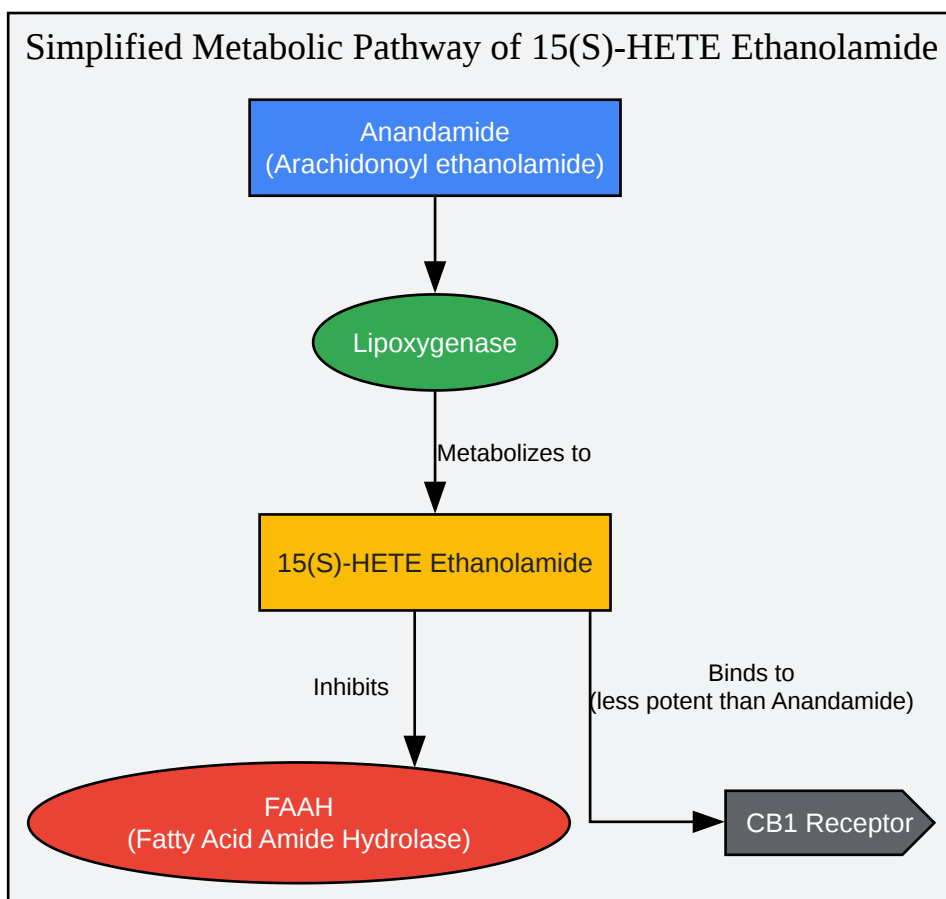 Simplified Metabolic Pathway of 15(S)-HETE Ethanolamide
Anandamide
(Arachidonoyl ethanolamide)
Lipoxygenase
Metabolizes to
15(S)-HETE Ethanolamide
Inhibits
Binds to
(less potent than Anandamide)
FAAH
(Fatty Acid Amide Hydrolase)
CB1 Receptor